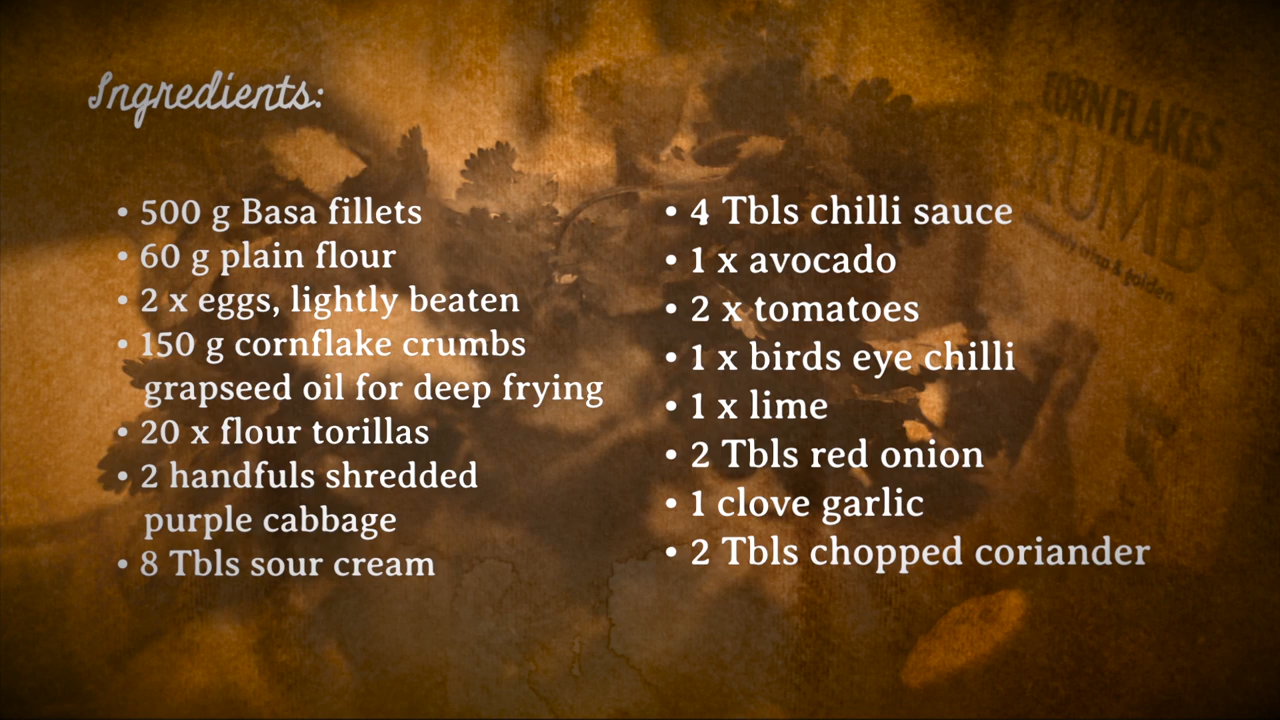 Ingredients:
• 500 g Basa fillets
• 60 g plain flour
• 2 x eggs, lightly beaten
• 150 g cornflake crumbs
grapseed oil for deep frying
• 20 x flour torillas
• 2 handfuls shredded
purple cabbage
• 8 Tbls sour cream
• 4 Tbls chilli sauce
• 1 x avocado
• 2 x tomatoes
• 1 x birds eye chilli
• 1 x lime
• 2 Tbls red onion
• 1 clove garlic
• 2 Tbls chopped coriander
CORN FLAKES
RUMBS
crisp & golden